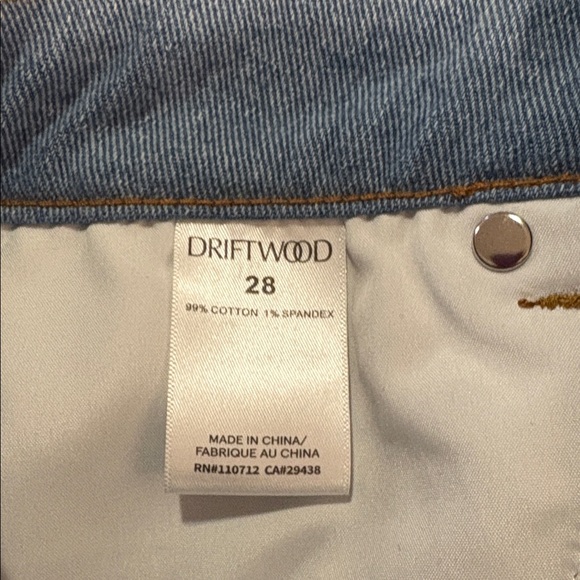 DRIFTWOOD
28
99% COTTON 1% SPANDEX
MADE IN CHINA/
FABRIQUE AU CHINA
RN#110712 CA#29438